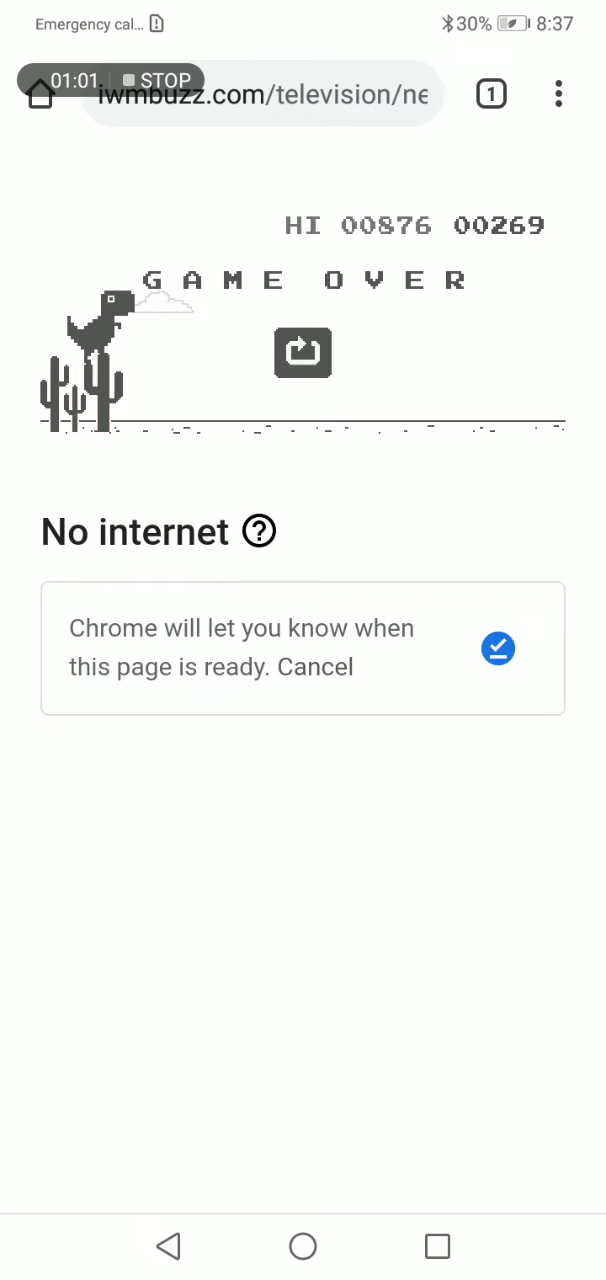 Emergency cal... 30% 8:37
01:01 STOP
iwmbuzz.com/television/ne 1
HI 00876 00269
GAME OVER
No internet ?
Chrome will let you know when
this page is ready. Cancel